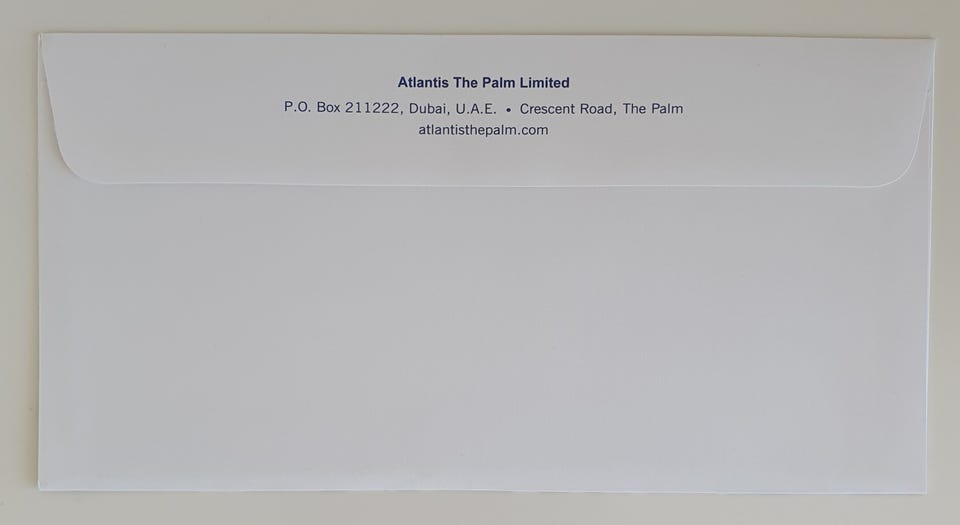 Atlantis The Palm Limited
P.O. Box 211222, Dubai, U.A.E. • Crescent Road, The Palm
atlantisthepalm.com